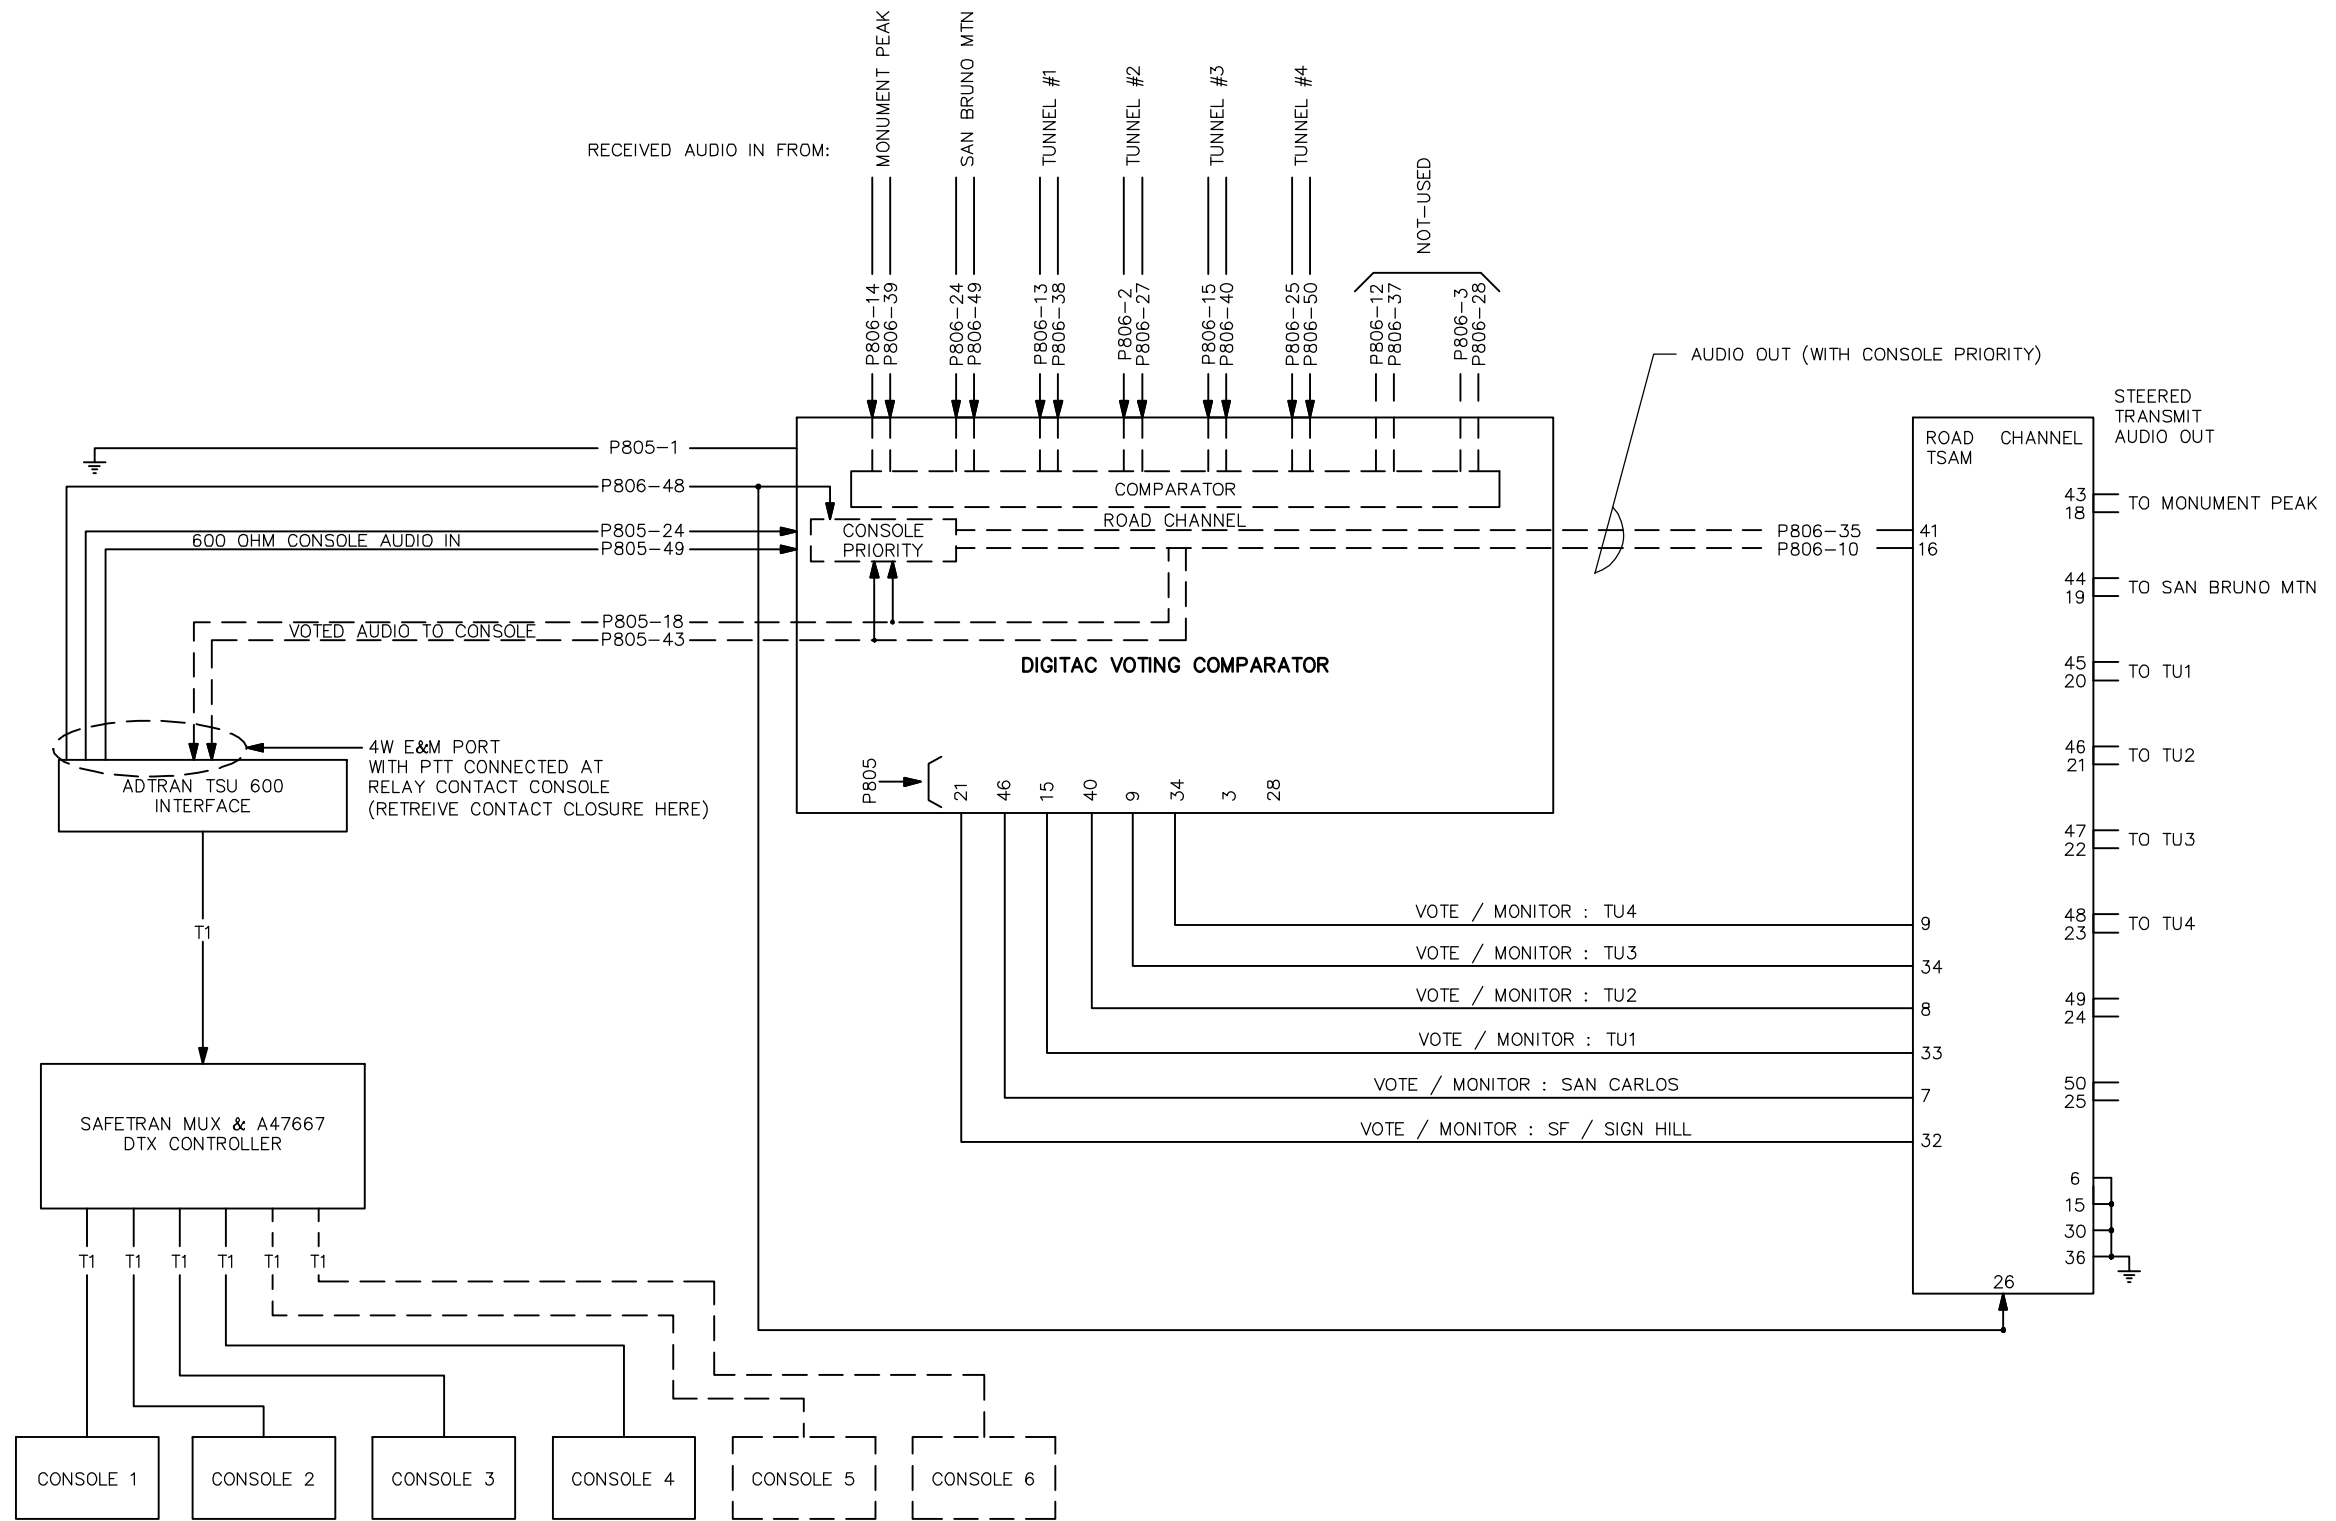 RECEIVED AUDIO IN FROM:
MONUMENT PEAK
SAN BRUNO MTN
TUNNEL #1
TUNNEL #2
TUNNEL #3
TUNNEL #4
NOT-USED
P806-14
P806-39
P806-24
P806-49
P806-13
P806-38
P806-2
P806-27
P806-15
P806-40
P806-25
P806-50
P806-12
P806-37
P806-3
P806-28
AUDIO OUT (WITH CONSOLE PRIORITY)
STEERED
TRANSMIT
AUDIO OUT
P805-1
P806-48
P805-24
600 OHM CONSOLE AUDIO IN
P805-49
COMPARATOR
CONSOLE
PRIORITY
ROAD CHANNEL
P806-35
P806-10
P805-18
VOTED AUDIO TO CONSOLE
P805-43
DIGITAC VOTING COMPARATOR
4W E&M PORT
WITH PTT CONNECTED AT
RELAY CONTACT CONSOLE
(RETREIVE CONTACT CLOSURE HERE)
ADTRAN TSU 600
INTERFACE
P805
21
46
15
40
9
34
3
28
ROAD CHANNEL
TSAM
41
16
43
18
TO MONUMENT PEAK
44
19
TO SAN BRUNO MTN
45
20
TO TU1
46
21
TO TU2
47
22
TO TU3
48
23
TO TU4
49
24
50
25
6
15
30
36
26
VOTE / MONITOR : TU4
9
VOTE / MONITOR : TU3
34
VOTE / MONITOR : TU2
8
VOTE / MONITOR : TU1
33
VOTE / MONITOR : SAN CARLOS
7
VOTE / MONITOR : SF / SIGN HILL
32
T1
SAFETRAN MUX & A47667
DTX CONTROLLER
T1 T1 T1 T1 T1 T1
CONSOLE 1
CONSOLE 2
CONSOLE 3
CONSOLE 4
CONSOLE 5
CONSOLE 6